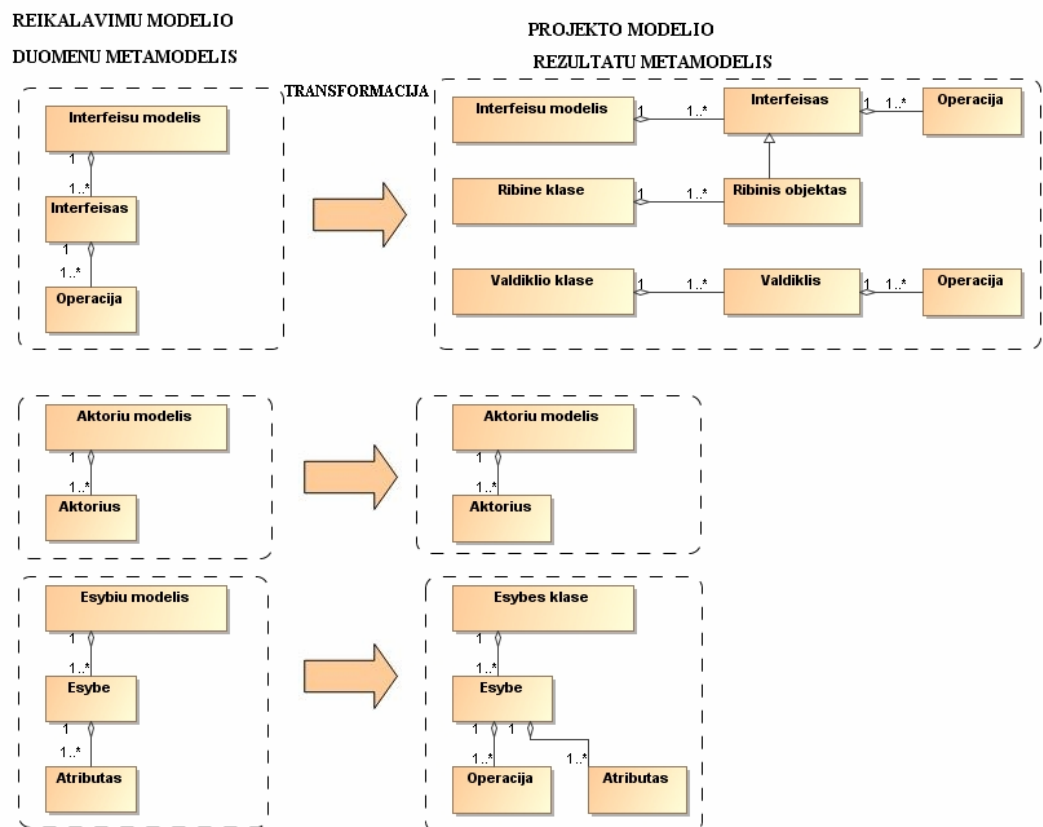 REIKALAVIMU MODELIO
DUOMENU METAMODELIS
PROJEKTO MODELIO
REZULTATU METAMODELIS
TRANSFORMACIJA
Interfeisu modelis
1
1..*
Interfeisas
1
1..*
Operacija
Interfeisu modelis
1
1..*
Interfeisas
1
1..*
Operacija
Ribine klase
1
1..*
Ribinis objektas
Valdiklio klase
1
1..*
Valdiklis
1
1..*
Operacija
Aktoriu modelis
1
1..*
Aktorius
Aktoriu modelis
1
1..*
Aktorius
Esybiu modelis
1
1..*
Esybe
1
1..*
Atributas
Esybes klase
1
1..*
Esybe
1
1
1..*
1..*
Operacija
Atributas